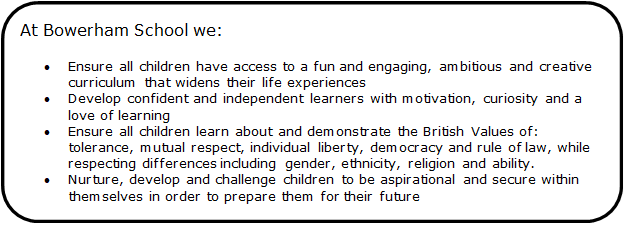 At Bowerham School we:
• Ensure all children have access to a fun and engaging, ambitious and creative
curriculum that widens their life experiences
• Develop confident and independent learners with motivation, curiosity and a
love of learning
• Ensure all children learn about and demonstrate the British Values of:
tolerance, mutual respect, individual liberty, democracy and rule of law, while
respecting differences including gender, ethnicity, religion and ability.
• Nurture, develop and challenge children to be aspirational and secure within
themselves in order to prepare them for their future